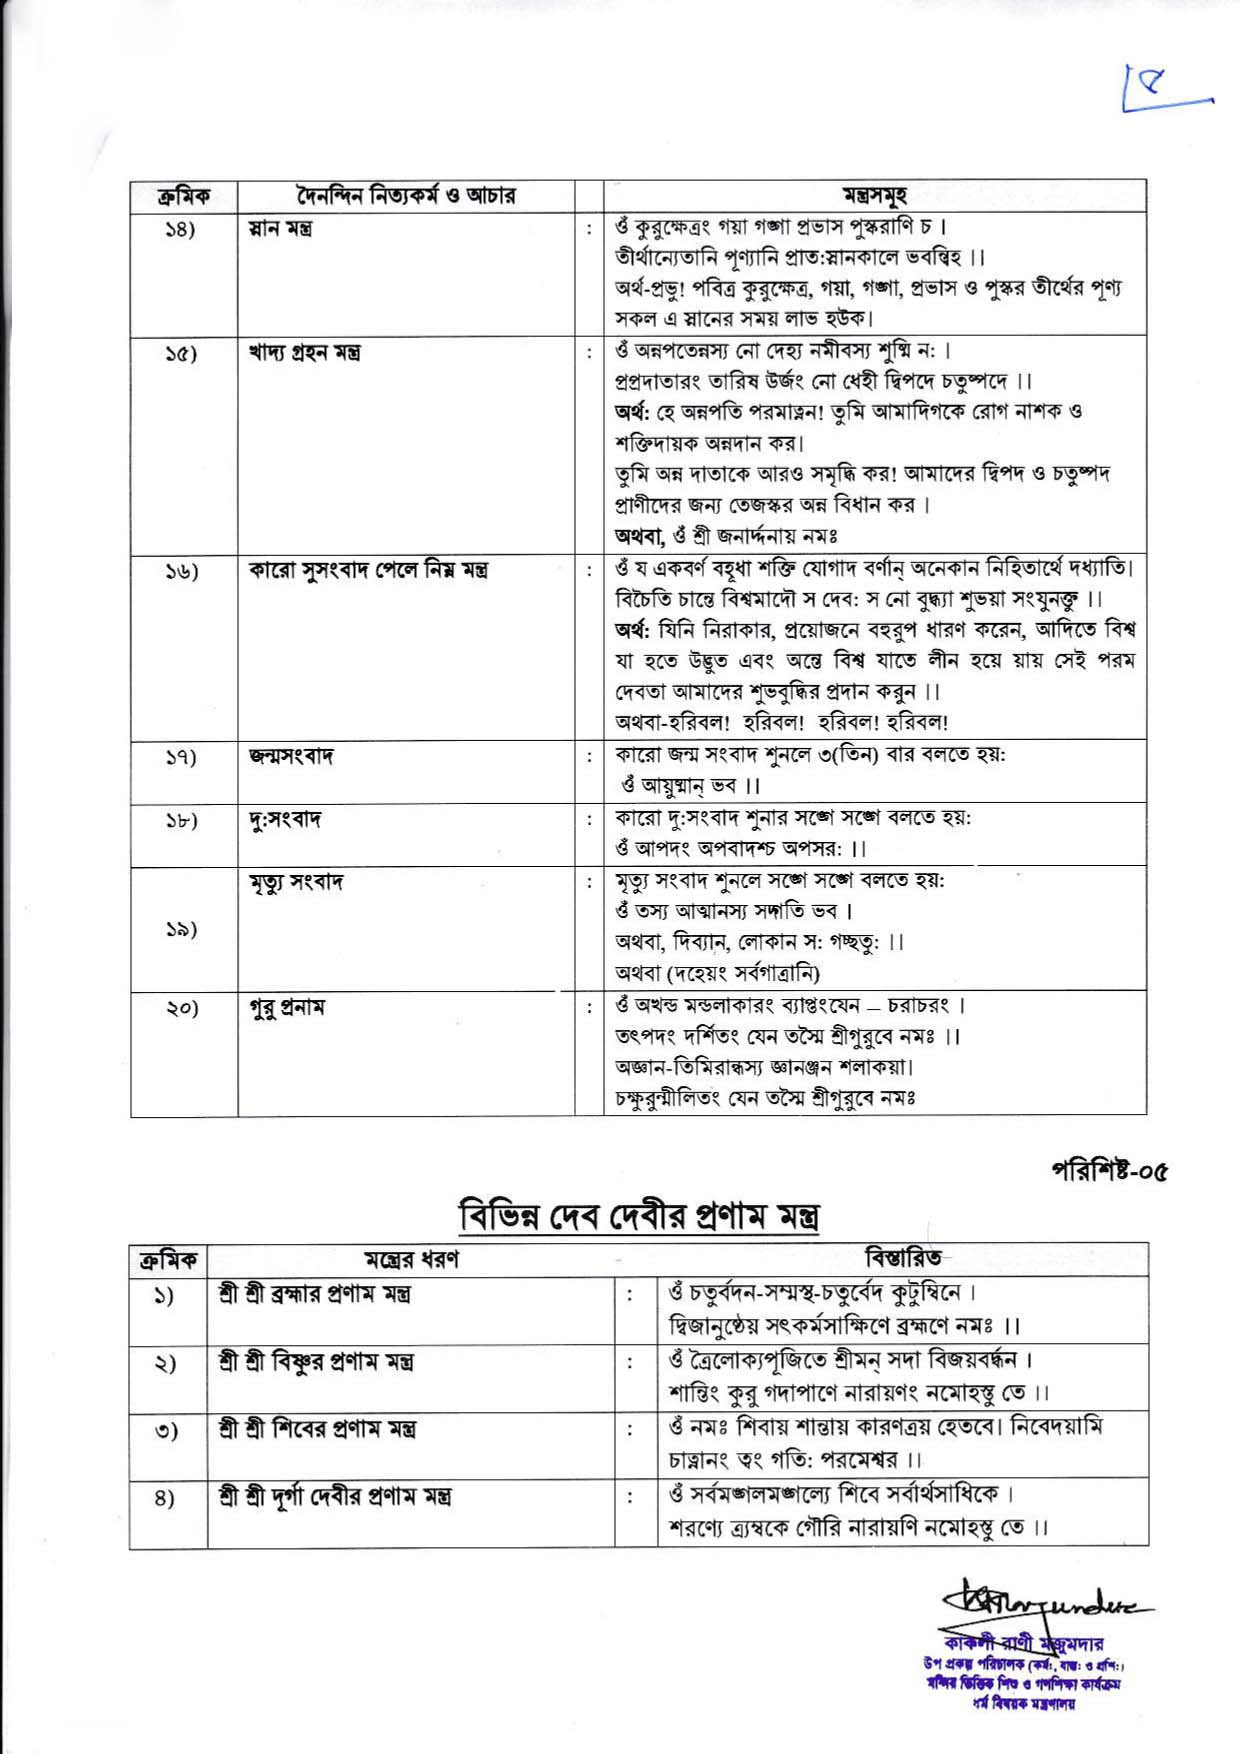 ক্রমিক দৈনন্দিন নিত্যকর্ম ও আচার মন্ত্রসমূহ
১৪) স্নান মন্ত্র : ওঁ কুরুক্ষেত্রং গয়া গঙ্গা প্রভাস পুস্করাণি চ ।
তীর্থান্যেতানি পূণ্যানি প্রাত:স্নানকালে ভবন্ত্বিহ ।।
অর্থ-প্রভু! পবিত্র কুরুক্ষেত্র, গয়া, গঙ্গা, প্রভাস ও পুস্কর তীর্থের পূণ্য
সকল এ স্নানের সময় লাভ হউক।
১৫) খাদ্য গ্রহন মন্ত্র : ওঁ অন্নপতেন্নস্য নো দেহ্য নমীবস্য শুষ্মি ন: ।
প্রপ্রদাতারং তারিষ উর্জং নো ধেহী দ্বিপদে চতুষ্পদে ।।
অর্থ: হে অন্নপতি পরমাত্নন! তুমি আমাদিগকে রোগ নাশক ও
শক্তিদায়ক অন্নদান কর।
তুমি অন্ন দাতাকে আরও সমৃদ্ধি কর! আমাদের দ্বিপদ ও চতুষ্পদ
প্রাণীদের জন্য তেজস্কর অন্ন বিধান কর ।
অথবা, ওঁ শ্রী জনার্দ্দনায় নমঃ
১৬) কারো সুসংবাদ পেলে নিম্ন মন্ত্র : ওঁ য একবর্ণ বহূধা শক্তি যোগাদ বর্ণান্ অনেকান নিহিতার্থে দধ্যাতি।
বিচৈতি চান্তে বিশ্বমাদৌ স দেব: স নো বুদ্ধ্যা শুভয়া সংযুনক্তু ।।
অর্থ: যিনি নিরাকার, প্রয়োজনে বহুরুপ ধারণ করেন, আদিতে বিশ্ব
যা হতে উদ্ভূত এবং অন্তে বিশ্ব যাতে লীন হয়ে য়ায় সেই পরম
দেবতা আমাদের শুভবুদ্ধির প্রদান করুন ।।
অথবা-হরিবল! হরিবল! হরিবল! হরিবল!
১৭) জন্মসংবাদ : কারো জন্ম সংবাদ শুনলে ৩(তিন) বার বলতে হয়:
ওঁ আয়ুষ্মান্ ভব ।।
১৮) দু:সংবাদ : কারো দু:সংবাদ শুনার সঙ্গে সঙ্গে বলতে হয়:
ওঁ আপদং অপবাদশ্চ অপসর: ।।
মৃত্যু সংবাদ : মৃত্যু সংবাদ শুনলে সঙ্গে সঙ্গে বলতে হয়:
ওঁ তস্য আত্মানস্য সদ্গতি ভব ।
১৯) অথবা, দিব্যান, লোকান স: গচ্ছতু: ।।
অথবা (দহেয়ং সর্বগাত্রানি)
২০) গুরু প্রনাম : ওঁ অখন্ড মন্ডলাকারং ব্যাপ্তংযেন – চরাচরং ।
তৎপদং দর্শিতং যেন তস্মৈ শ্রীগুরুবে নমঃ ।।
অজ্ঞান-তিমিরান্ধস্য জ্ঞানঞ্জন শলাকয়া।
চক্ষুরুন্মীলিতং যেন তস্মৈ শ্রীগুরুবে নমঃ
পরিশিষ্ট-০৫
বিভিন্ন দেব দেবীর প্রণাম মন্ত্র
ক্রমিক মন্ত্রের ধরণ বিস্তারিত
১) শ্রী শ্রী ব্রহ্মার প্রণাম মন্ত্র : ওঁ চতুর্বদন-সম্মস্থ-চতুর্বেদ কুটুম্বিনে ।
দ্বিজানুষ্ঠেয় সৎকর্মসাক্ষিণে ব্রহ্মণে নমঃ ।।
২) শ্রী শ্রী বিষ্ণুর প্রণাম মন্ত্র : ওঁ ত্রৈলোক্যপূজিতে শ্রীমন্ সদা বিজয়বর্দ্ধন ।
শান্তিং কুরু গদাপাণে নারায়ণং নমোহস্তু তে ।।
৩) শ্রী শ্রী শিবের প্রণাম মন্ত্র : ওঁ নমঃ শিবায় শান্তায় কারণত্রয় হেতবে। নিবেদয়ামি
চাত্নানং ত্বং গতি: পরমেশ্বর ।।
৪) শ্রী শ্রী দূর্গা দেবীর প্রণাম মন্ত্র : ওঁ সর্বমঙ্গলমঙ্গল্যে শিবে সর্বার্থসাধিকে ।
শরণ্যে ত্র্যম্বকে গৌরি নারায়ণি নমোহস্তু তে ।।
কাকলী রাণী মজুমদার
উপ প্রকল্প পরিচালক (কর্ম:, বাস্ত: ও প্রশি:)
মন্দির ভিত্তিক শিশু ও গণশিক্ষা কার্যক্রম
ধর্ম বিষয়ক মন্ত্রণালয়